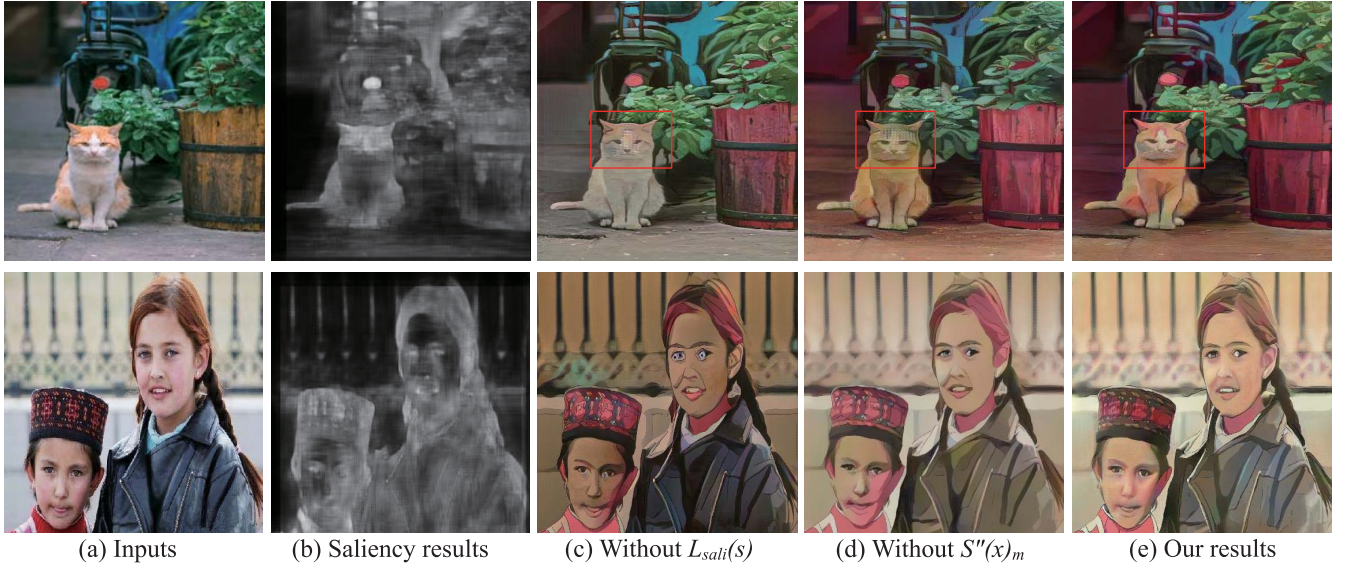 (a) Inputs
(b) Saliency results
(c) Without L_sali(s)
(d) Without S″(x)_m
(e) Our results